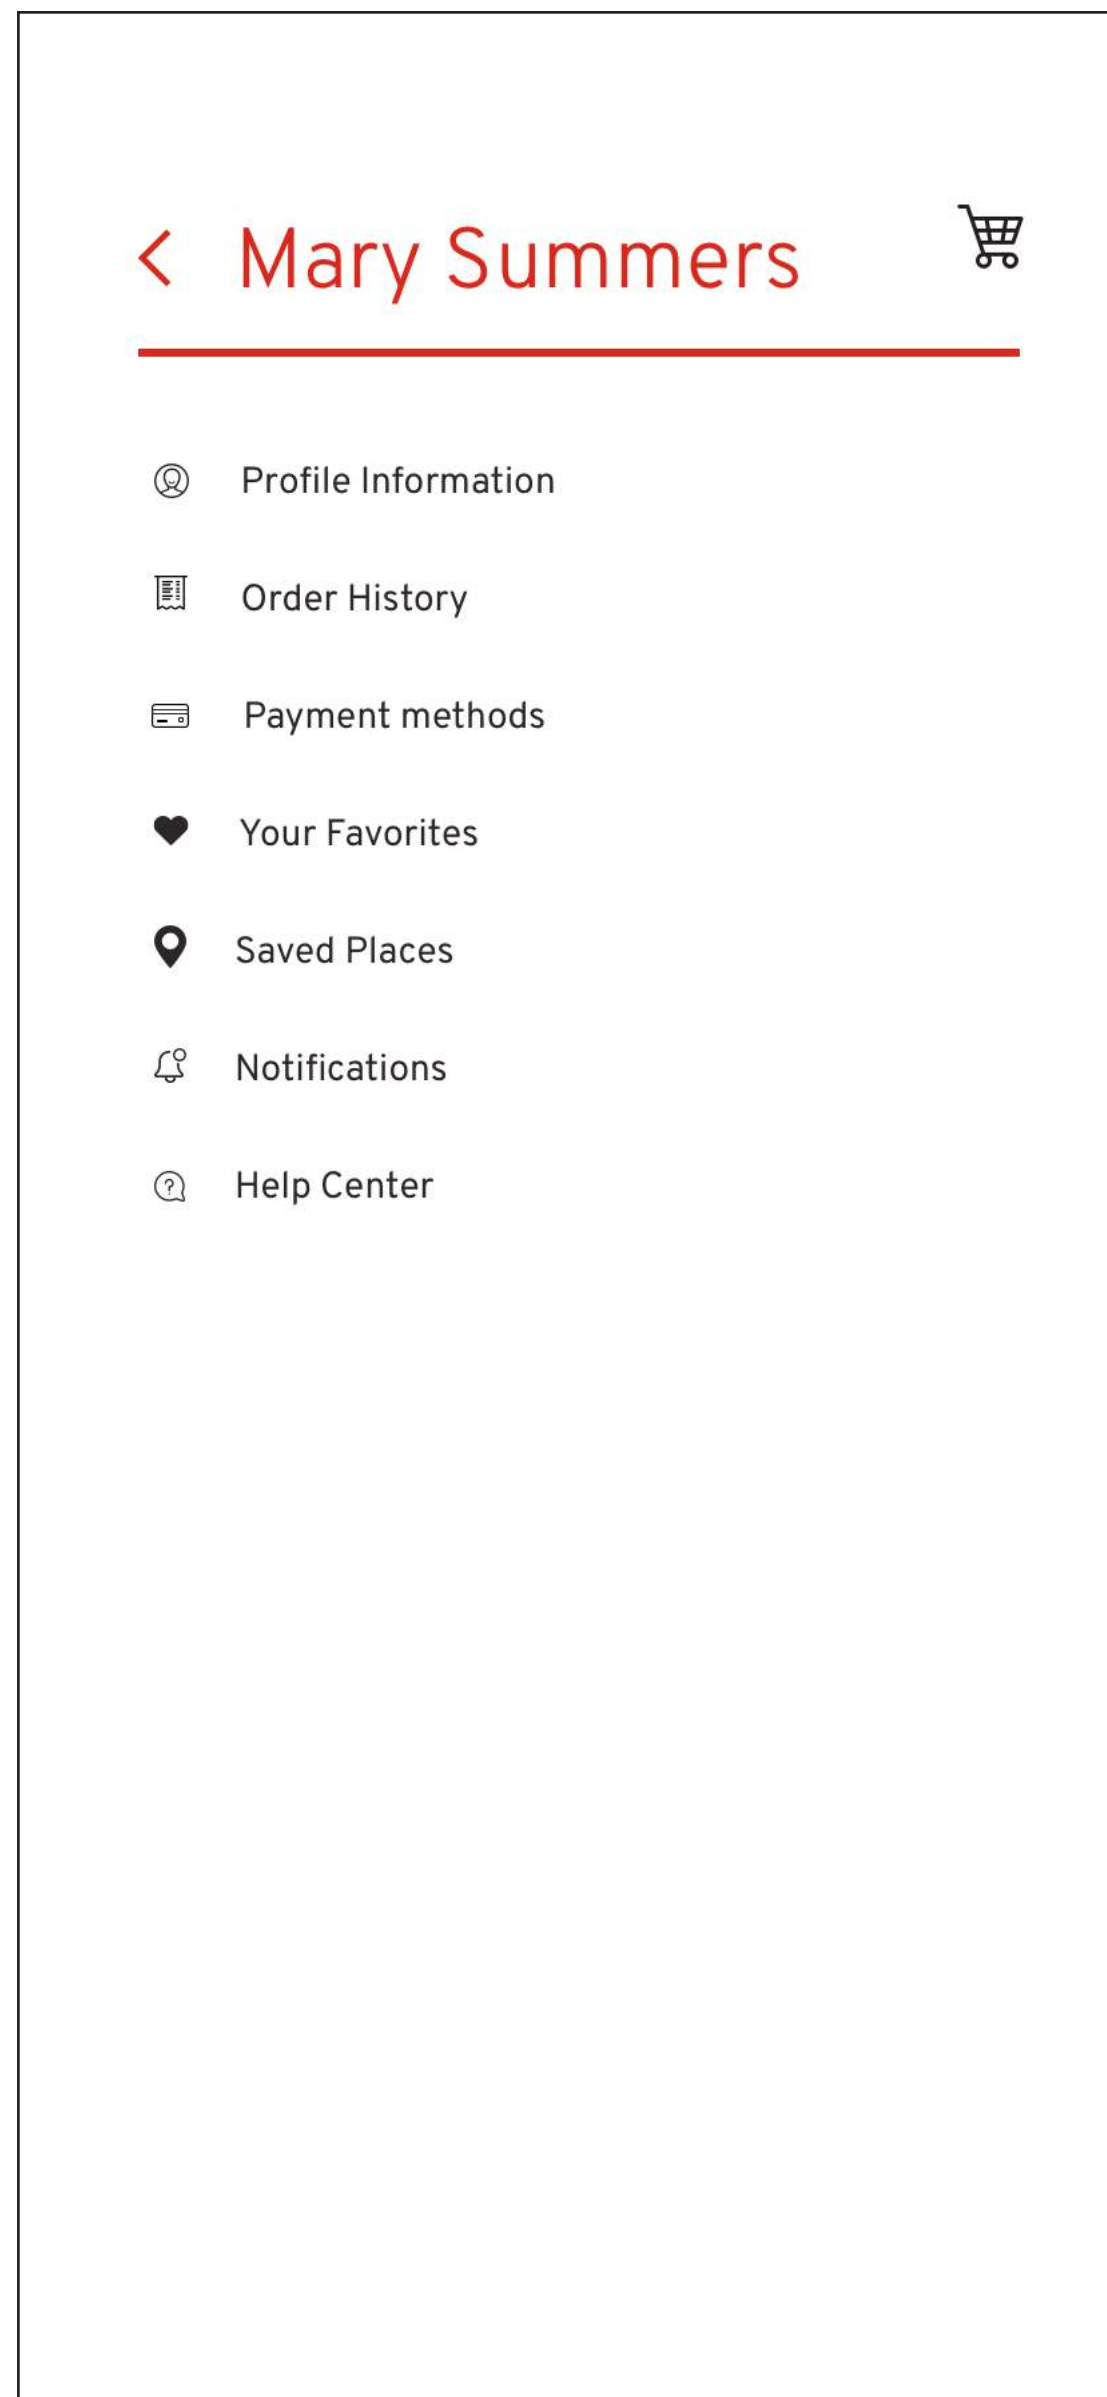 Mary Summers
Profile Information
Order History
Payment methods
Your Favorites
Saved Places
Notifications
Help Center